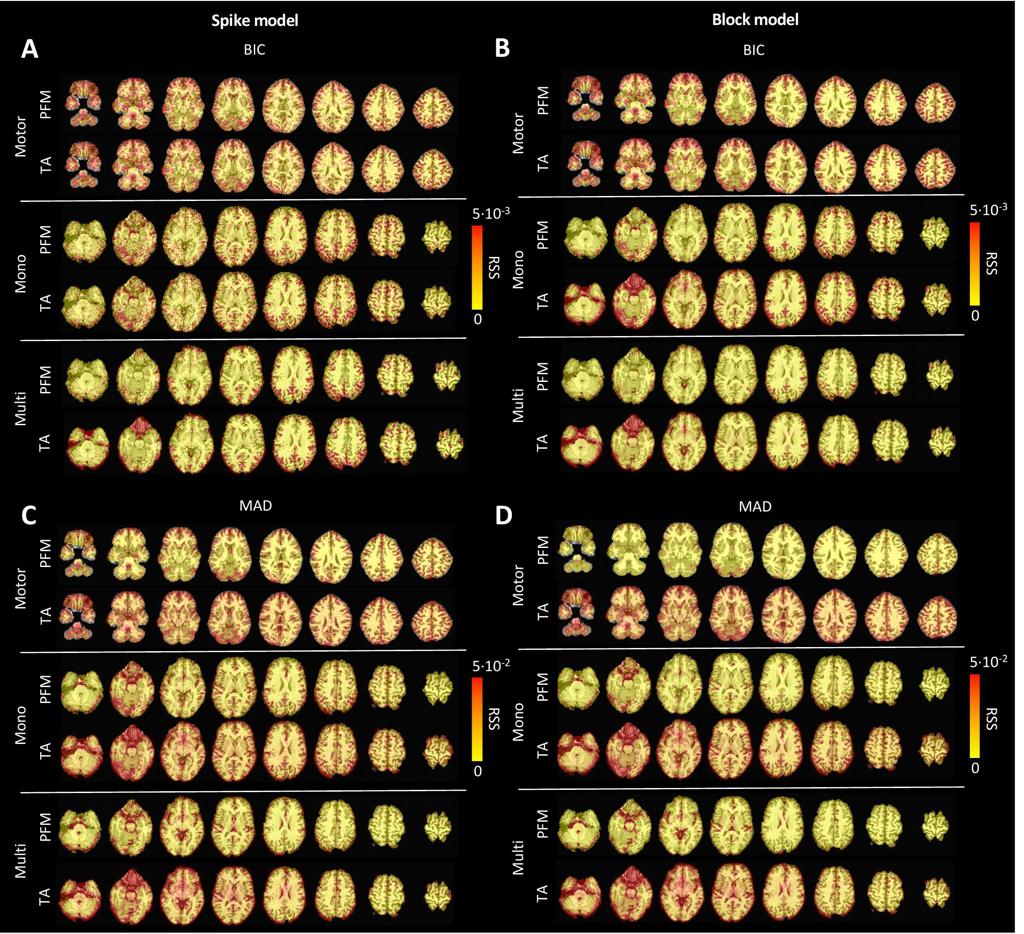 Spike model
Block model
A
BIC
Motor
PFM
TA
Mono
PFM
TA
Multi
PFM
TA
5·10-3
RSS
0
B
BIC
Motor
PFM
TA
Mono
PFM
TA
Multi
PFM
TA
5·10-3
RSS
0
C
MAD
Motor
PFM
TA
Mono
PFM
TA
Multi
PFM
TA
5·10-2
RSS
0
D
MAD
Motor
PFM
TA
Mono
PFM
TA
Multi
PFM
TA
5·10-2
RSS
0